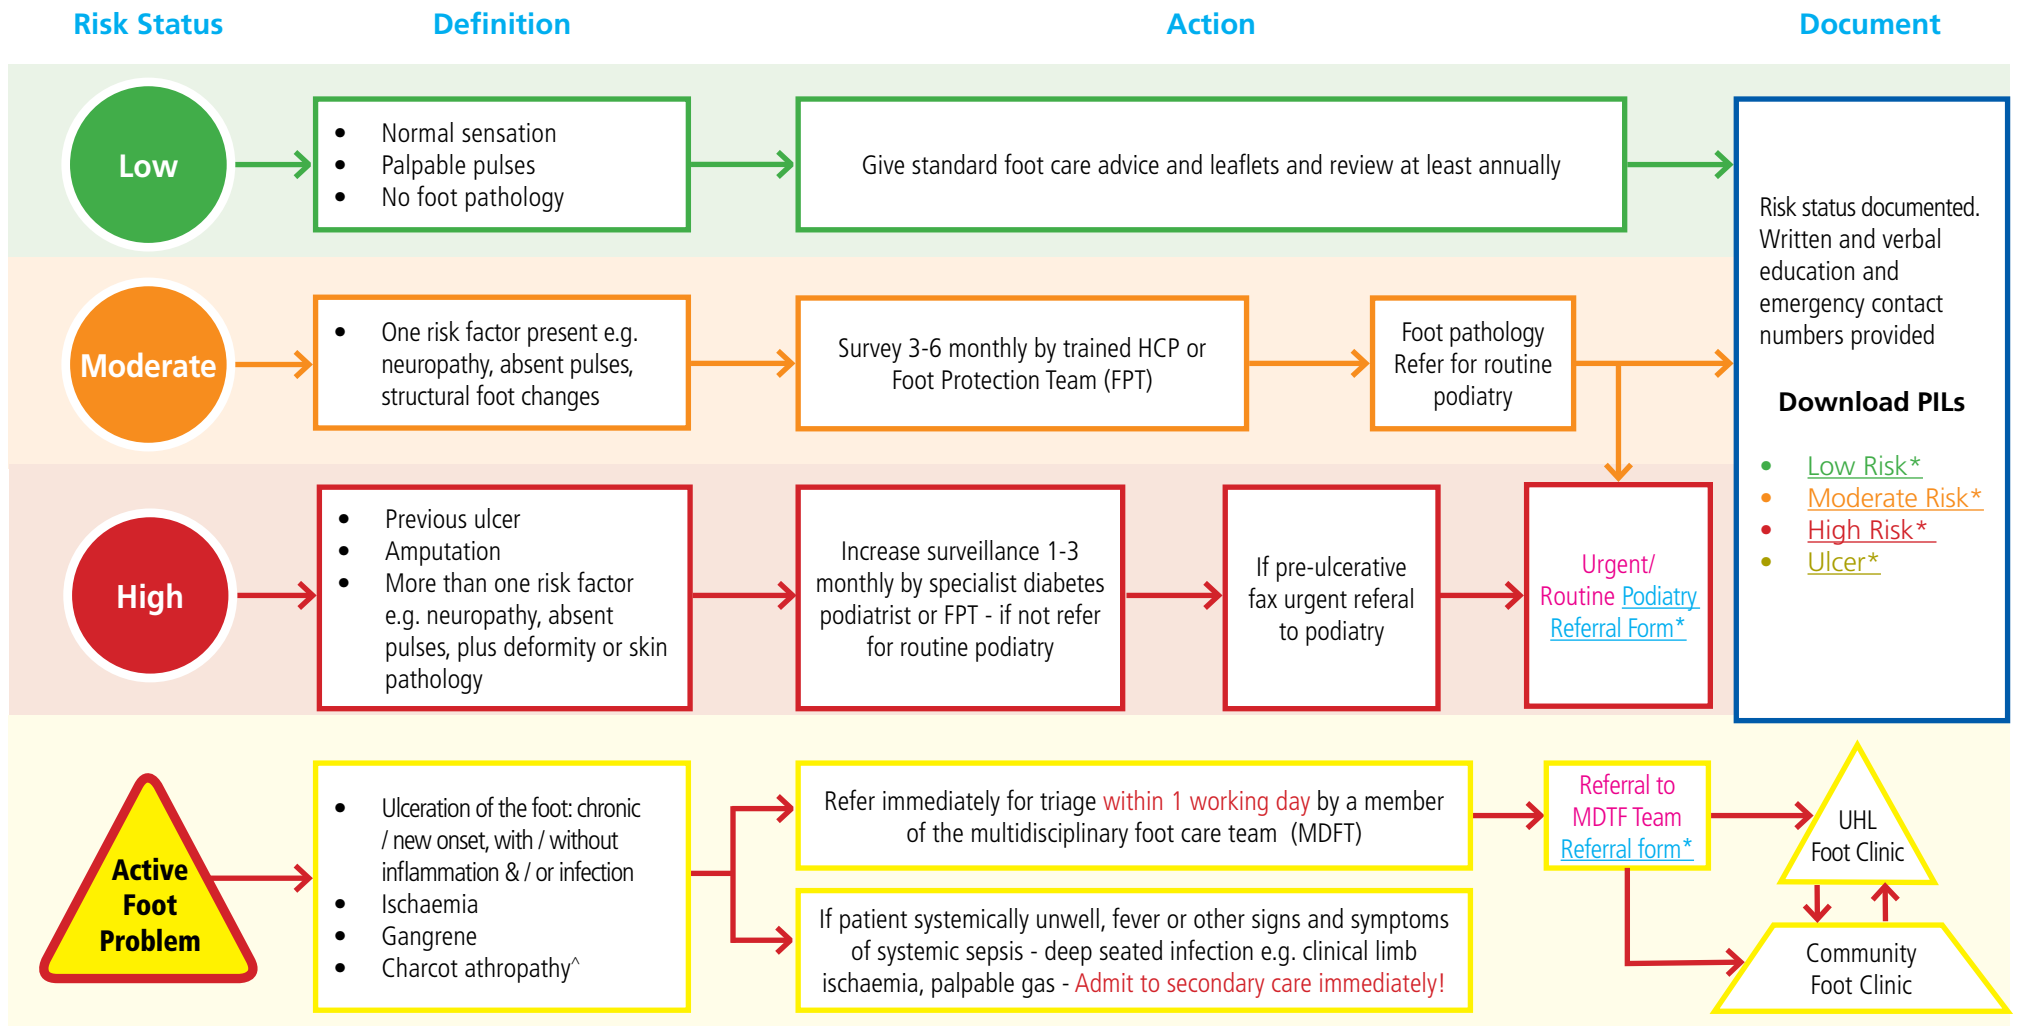 Risk Status
Definition
Action
Document
Low
• Normal sensation
• Palpable pulses
• No foot pathology
Give standard foot care advice and leaflets and review at least annually
Moderate
• One risk factor present e.g.
neuropathy, absent pulses,
structural foot changes
Survey 3-6 monthly by trained HCP or
Foot Protection Team (FPT)
Foot pathology
Refer for routine
podiatry
High
• Previous ulcer
• Amputation
• More than one risk factor
e.g. neuropathy, absent
pulses, plus deformity or skin
pathology
Increase surveillance 1-3
monthly by specialist diabetes
podiatrist or FPT - if not refer
for routine podiatry
If pre-ulcerative
fax urgent referal
to podiatry
Urgent/
Routine Podiatry
Referral Form*
Risk status documented.
Written and verbal
education and
emergency contact
numbers provided
Download PILs
• Low Risk*
• Moderate Risk*
• High Risk*
• Ulcer*
Active
Foot
Problem
• Ulceration of the foot: chronic
/ new onset, with / without
inflammation & / or infection
• Ischaemia
• Gangrene
• Charcot athropathy^
Refer immediately for triage within 1 working day by a member
of the multidisciplinary foot care team (MDFT)
If patient systemically unwell, fever or other signs and symptoms
of systemic sepsis - deep seated infection e.g. clinical limb
ischaemia, palpable gas - Admit to secondary care immediately!
Referral to
MDTF Team
Referral form*
UHL
Foot Clinic
Community
Foot Clinic